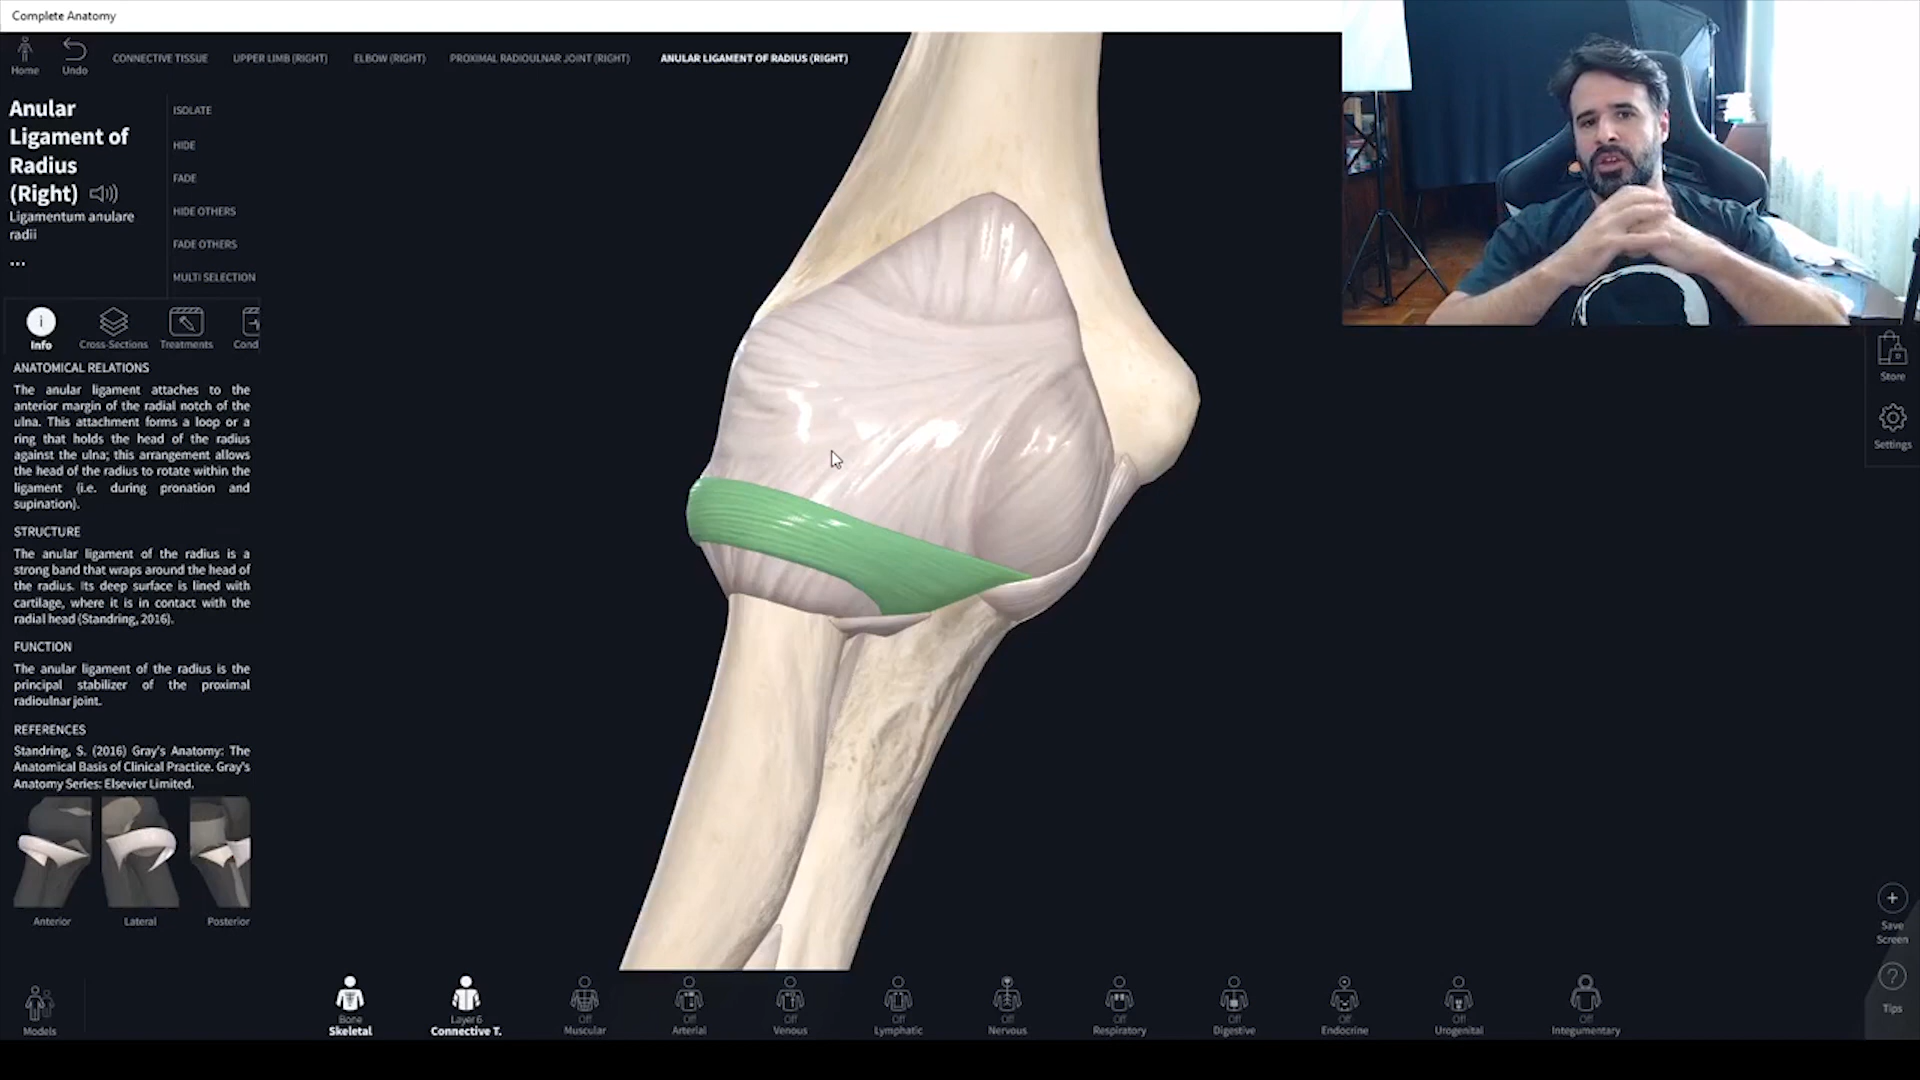 Complete Anatomy
Home
Undo
CONNECTIVE TISSUE
UPPER LIMB (RIGHT)
ELBOW (RIGHT)
PROXIMAL RADIOULNAR JOINT (RIGHT)
ANULAR LIGAMENT OF RADIUS (RIGHT)
Anular
Ligament of
Radius
(Right)
Ligamentum anulare
radii
...
ISOLATE
HIDE
FADE
HIDE OTHERS
FADE OTHERS
MULTI SELECTION
i
Info
Cross-Sections
Treatments
Cond
ANATOMICAL RELATIONS
The anular ligament attaches to the
anterior margin of the radial notch of the
ulna. This attachment forms a loop or a
ring that holds the head of the radius
against the ulna; this arrangement allows
the head of the radius to rotate within the
ligament (i.e. during pronation and
supination).
STRUCTURE
The anular ligament of the radius is a
strong band that wraps around the head of
the radius. Its deep surface is lined with
cartilage, where it is in contact with the
radial head (Standring, 2016).
FUNCTION
The anular ligament of the radius is the
principal stabilizer of the proximal
radioulnar joint.
REFERENCES
Standring, S. (2016) Gray's Anatomy: The
Anatomical Basis of Clinical Practice. Gray's
Anatomy Series: Elsevier Limited.
Anterior
Lateral
Posterior
Store
Settings
Save
Screen
?
Tips
Models
Bone
Skeletal
Layer 6
Connective T.
Off
Muscular
Off
Arterial
Off
Venous
Off
Lymphatic
Off
Nervous
Off
Respiratory
Off
Digestive
Off
Endocrine
Off
Urogenital
Off
Integumentary